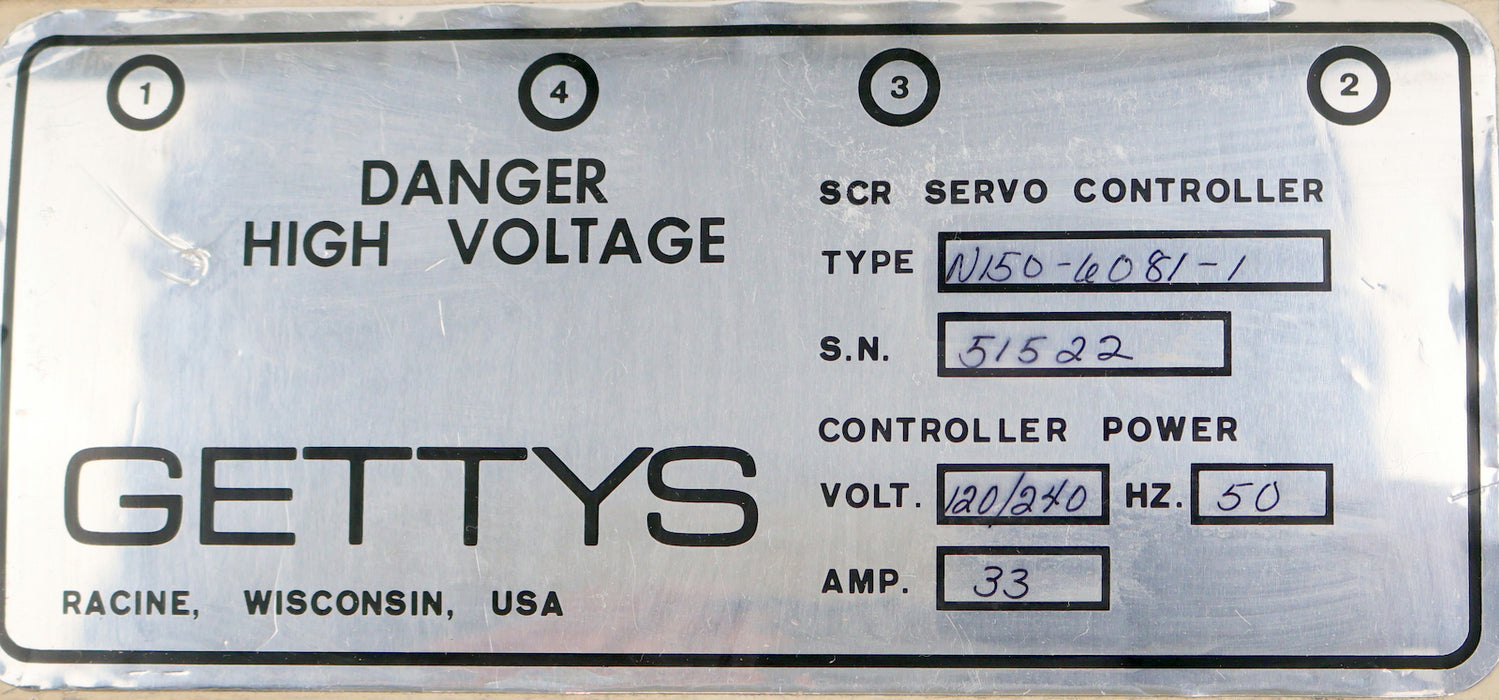 1 4 3 2
DANGER
HIGH VOLTAGE
GETTYS
RACINE, WISCONSIN, USA
SCR SERVO CONTROLLER
TYPE N150-6081-1
S.N. 51522
CONTROLLER POWER
VOLT. 120/240 HZ. 50
AMP. 33